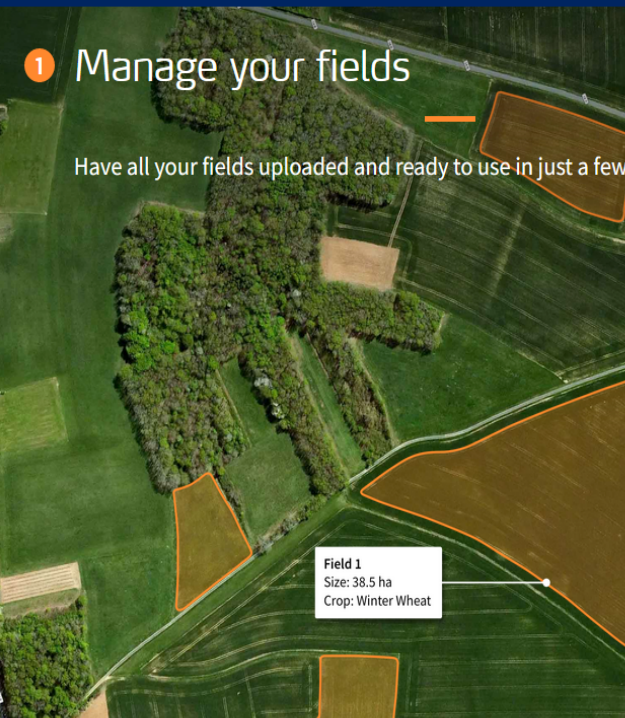 1 Manage your fields
Have all your fields uploaded and ready to use in just a few
Field 1
Size: 38.5 ha
Crop: Winter Wheat